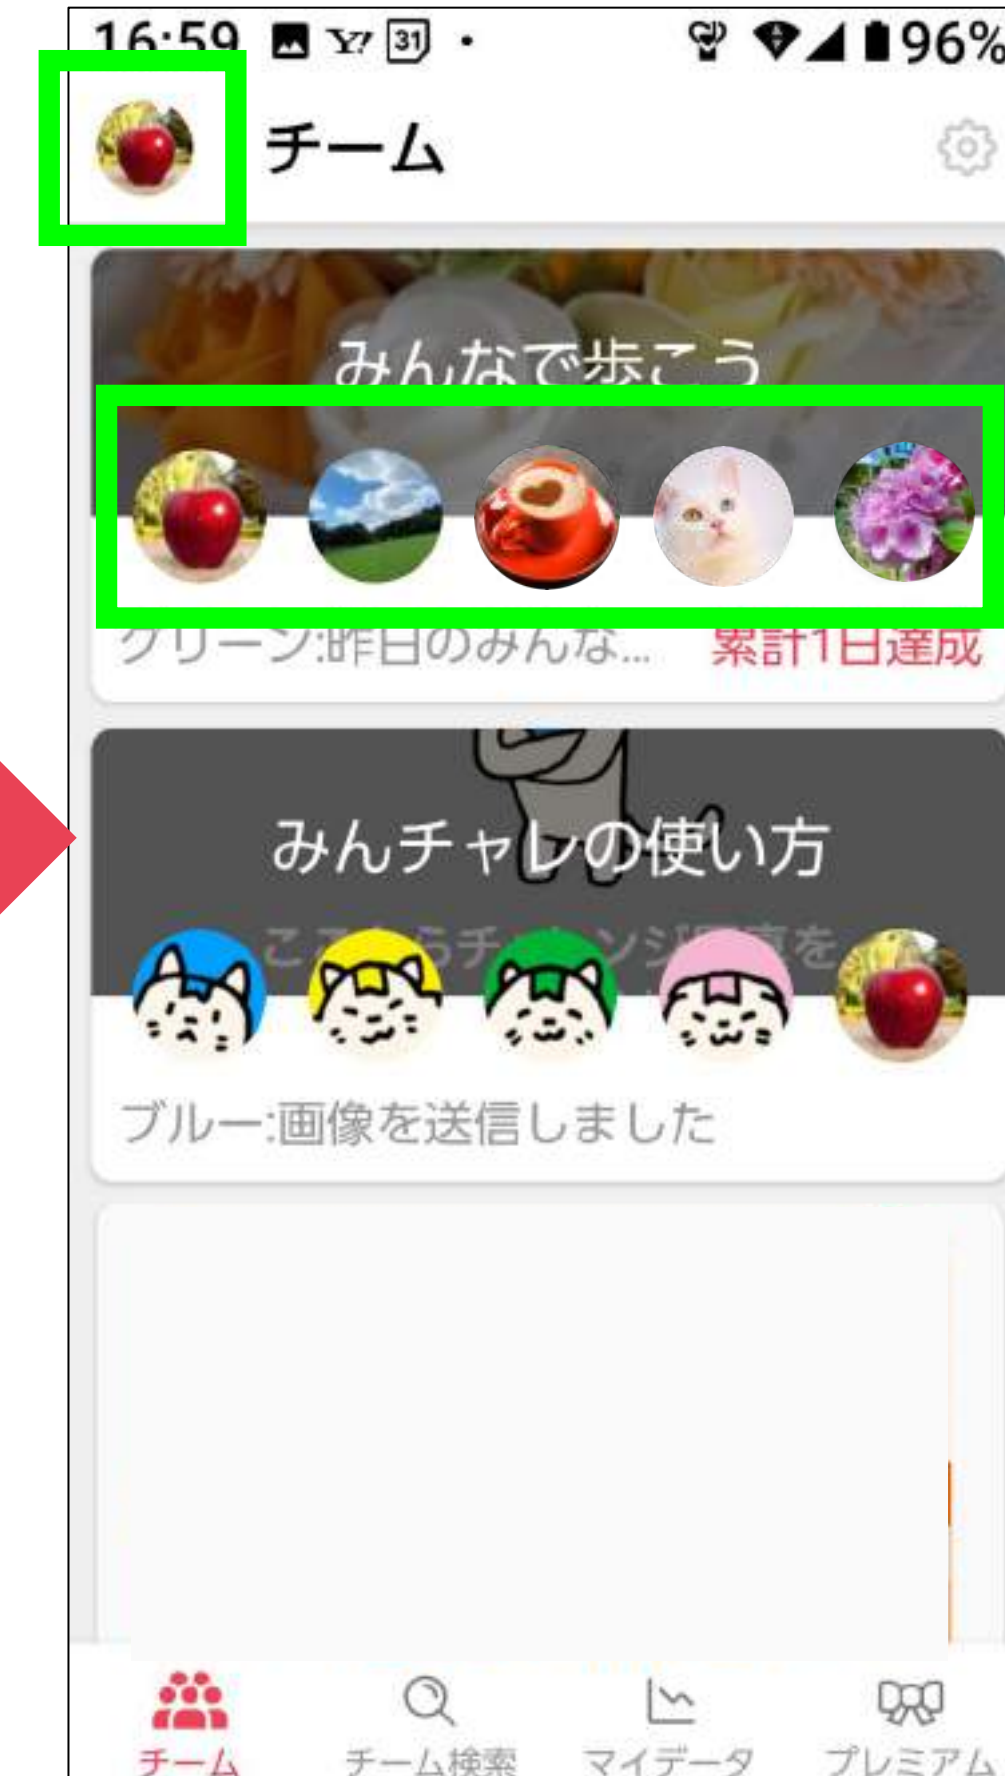 16:59 Y! 31 96%
チーム
みんなで歩こう
グリーン:昨日のみんな... 累計1日達成
みんチャレの使い方
ブルー:画像を送信しました
チーム チーム検索 マイデータ プレミアム